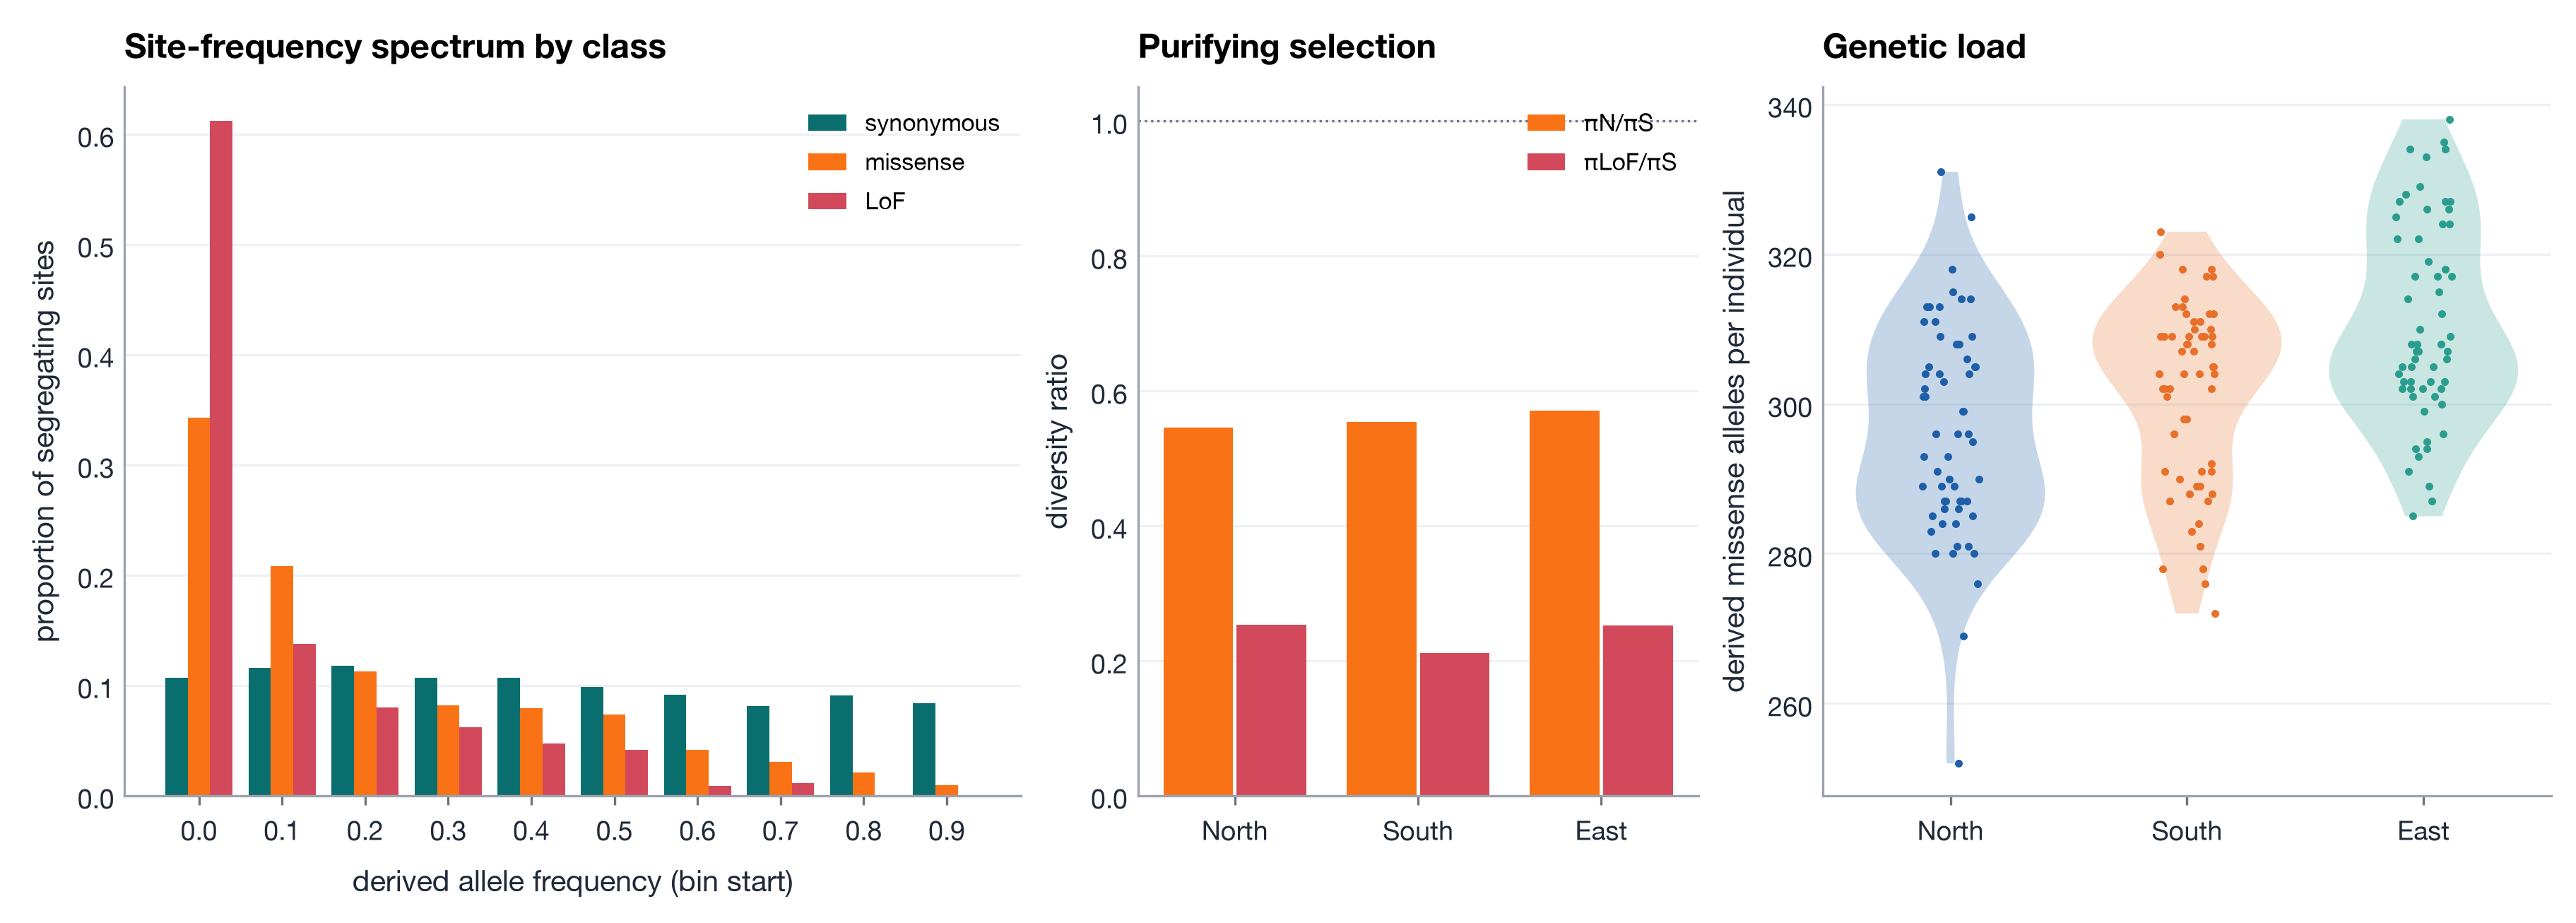 Site-frequency spectrum by class
proportion of segregating sites
0.6
0.5
0.4
0.3
0.2
0.1
0.0
synonymous
missense
LoF
0.0 0.1 0.2 0.3 0.4 0.5 0.6 0.7 0.8 0.9
derived allele frequency (bin start)
Purifying selection
diversity ratio
1.0
0.8
0.6
0.4
0.2
0.0
πN/πS
πLoF/πS
North South East
Genetic load
derived missense alleles per individual
340
320
300
280
260
North South East